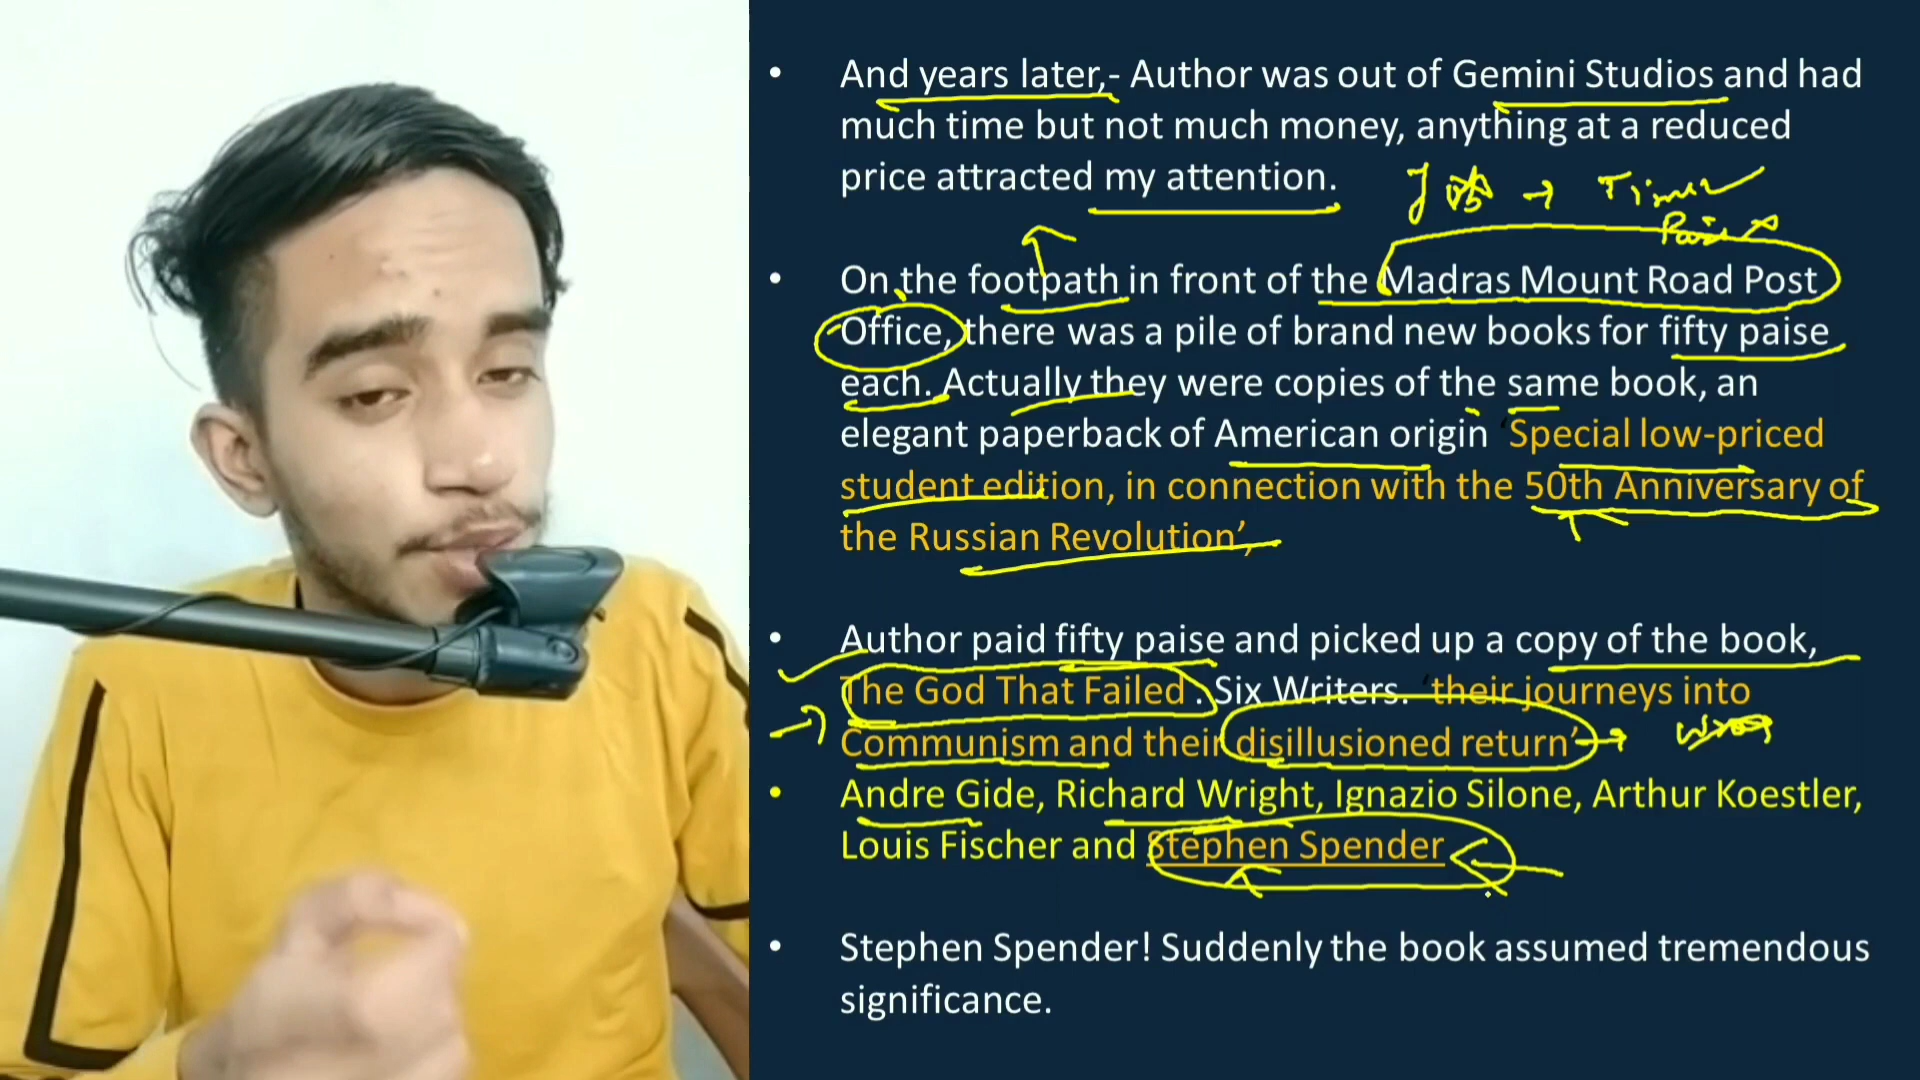 • And years later,- Author was out of Gemini Studios and had
much time but not much money, anything at a reduced
price attracted my attention.
• On the footpath in front of the Madras Mount Road Post
Office, there was a pile of brand new books for fifty paise
each. Actually they were copies of the same book, an
elegant paperback of American origin ‘Special low-priced
student edition, in connection with the 50th Anniversary of
the Russian Revolution’,
• Author paid fifty paise and picked up a copy of the book,
The God That Failed . Six Writers. ‘their journeys into
Communism and their disillusioned return’
• Andre Gide, Richard Wright, Ignazio Silone, Arthur Koestler,
Louis Fischer and Stephen Spender
• Stephen Spender! Suddenly the book assumed tremendous
significance.